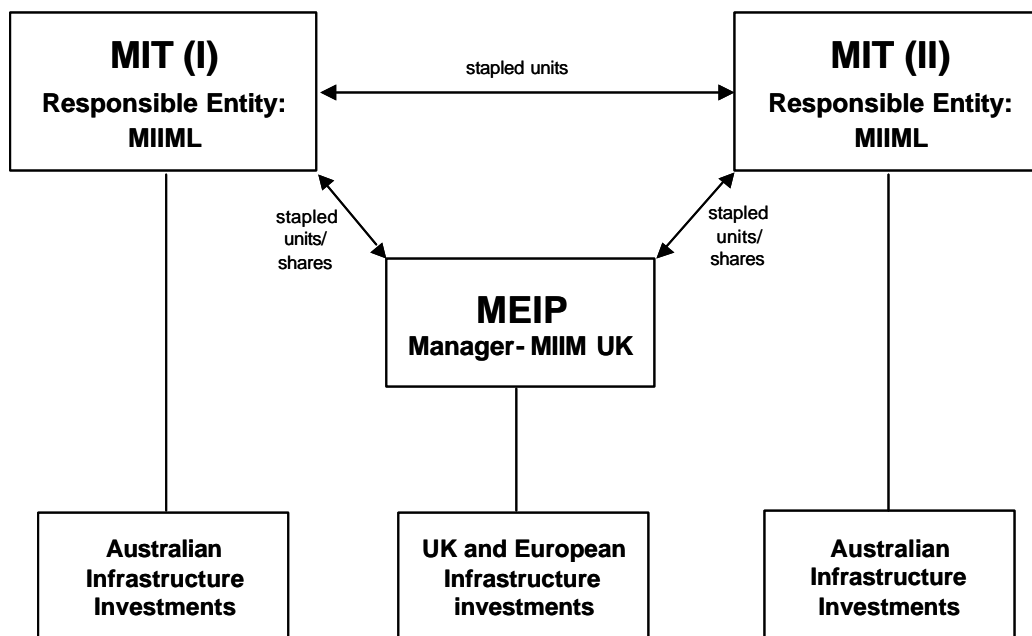 MIT (I)
Responsible Entity:
MIIML
stapled units
MIT (II)
Responsible Entity:
MIIML
stapled
units/
shares
stapled
units/
shares
MEIP
Manager- MIIM UK
Australian
Infrastructure
Investments
UK and European
Infrastructure
investments
Australian
Infrastructure
Investments